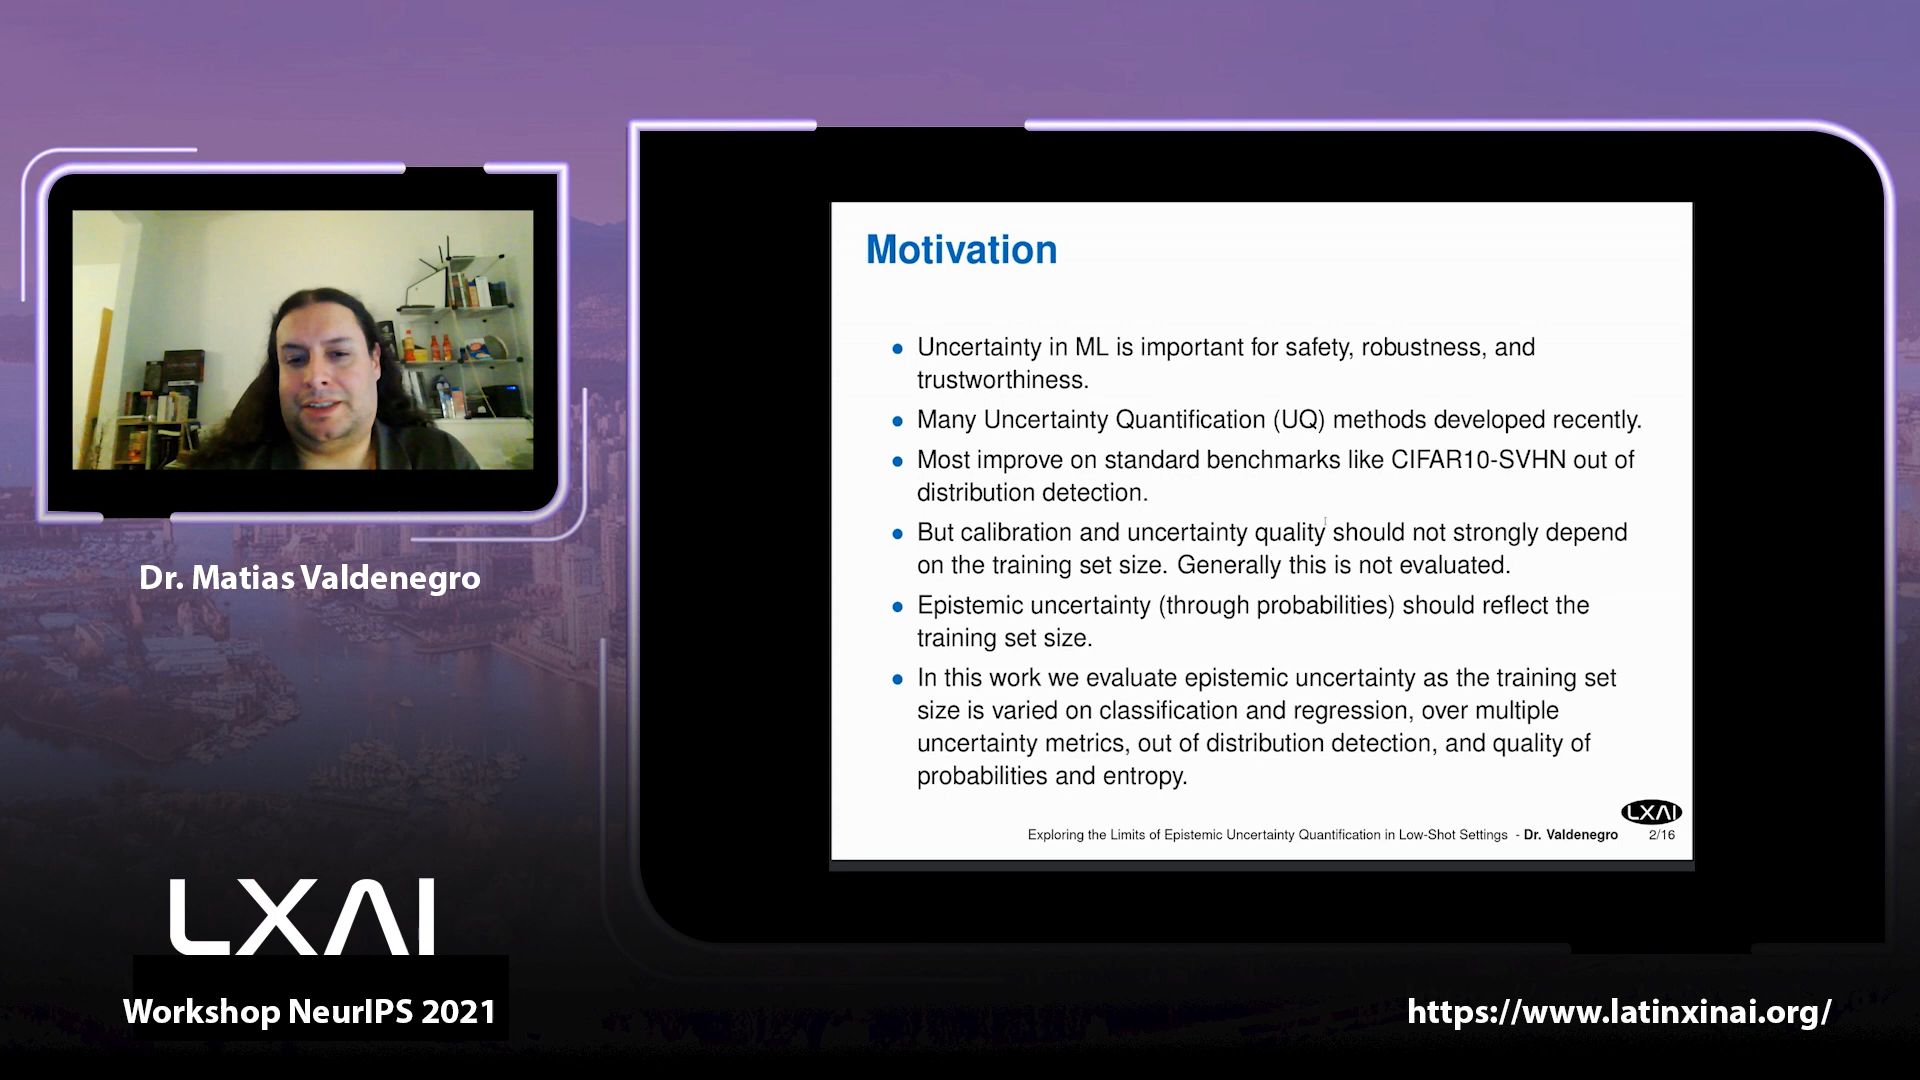 Motivation
Uncertainty in ML is important for safety, robustness, and
trustworthiness.
Many Uncertainty Quantification (UQ) methods developed recently.
Most improve on standard benchmarks like CIFAR10-SVHN out of
distribution detection.
But calibration and uncertainty quality should not strongly depend
on the training set size. Generally this is not evaluated.
Epistemic uncertainty (through probabilities) should reflect the
training set size.
In this work we evaluate epistemic uncertainty as the training set
size is varied on classification and regression, over multiple
uncertainty metrics, out of distribution detection, and quality of
probabilities and entropy.
LXAI
Exploring the Limits of Epistemic Uncertainty Quantification in Low-Shot Settings - Dr. Valdenegro 2/16
Dr. Matias Valdenegro
LXAI
Workshop NeurIPS 2021
https://www.latinxinai.org/